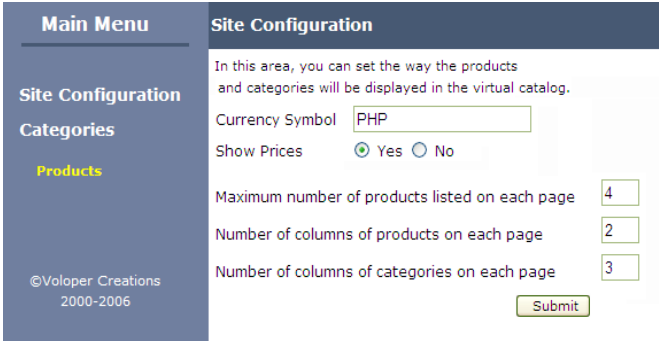 Main Menu
Site Configuration
Categories
Products
©Voloper Creations
2000-2006
Site Configuration
In this area, you can set the way the products
and categories will be displayed in the virtual catalog.
Currency Symbol PHP
Show Prices Yes No
Maximum number of products listed on each page 4
Number of columns of products on each page 2
Number of columns of categories on each page 3
Submit